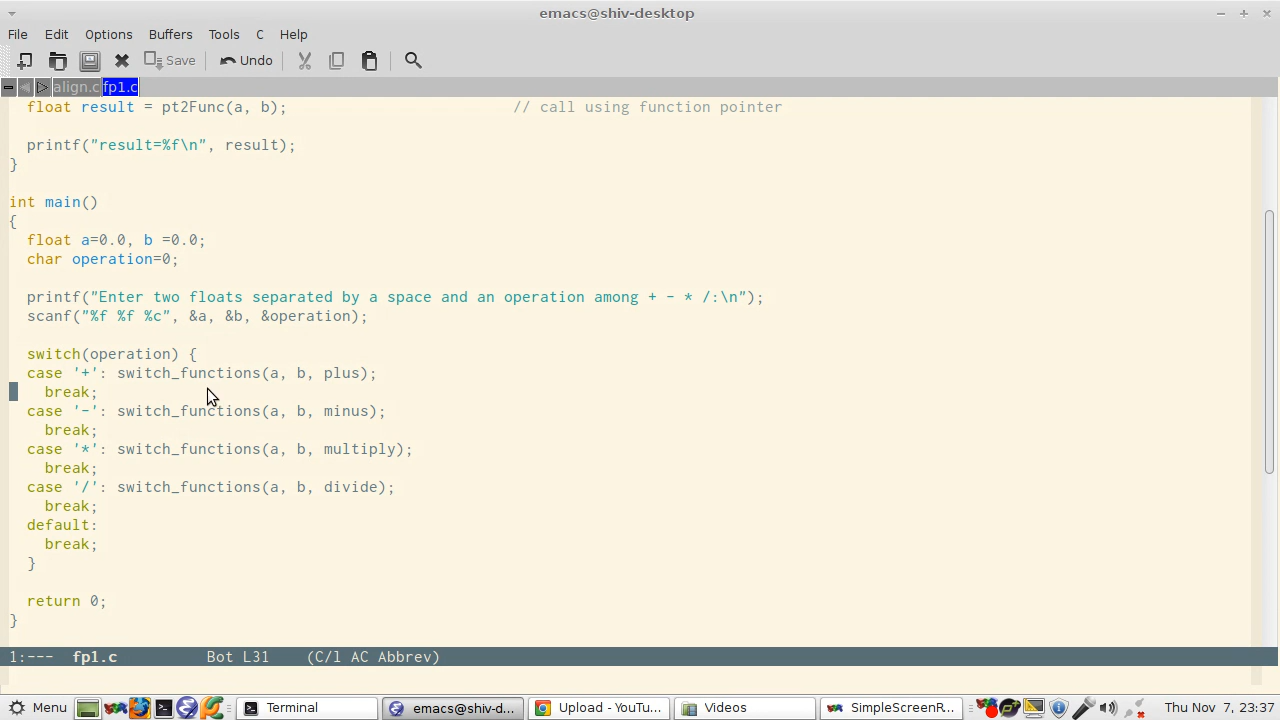 emacs@shiv-desktop
File Edit Options Buffers Tools C Help
Save Undo
align.c fp1.c
float result = pt2Func(a, b); // call using function pointer
printf("result=%f\n", result);
}
int main()
{
float a=0.0, b =0.0;
char operation=0;
printf("Enter two floats separated by a space and an operation among + - * /:\n");
scanf("%f %f %c", &a, &b, &operation);
switch(operation) {
case '+': switch_functions(a, b, plus);
break;
case '-': switch_functions(a, b, minus);
break;
case '*': switch_functions(a, b, multiply);
break;
case '/': switch_functions(a, b, divide);
break;
default:
break;
}
return 0;
}
1:--- fp1.c Bot L31 (C/l AC Abbrev)
Menu Terminal emacs@shiv-d... Upload - YouTu... Videos SimpleScreenR... Thu Nov 7, 23:37